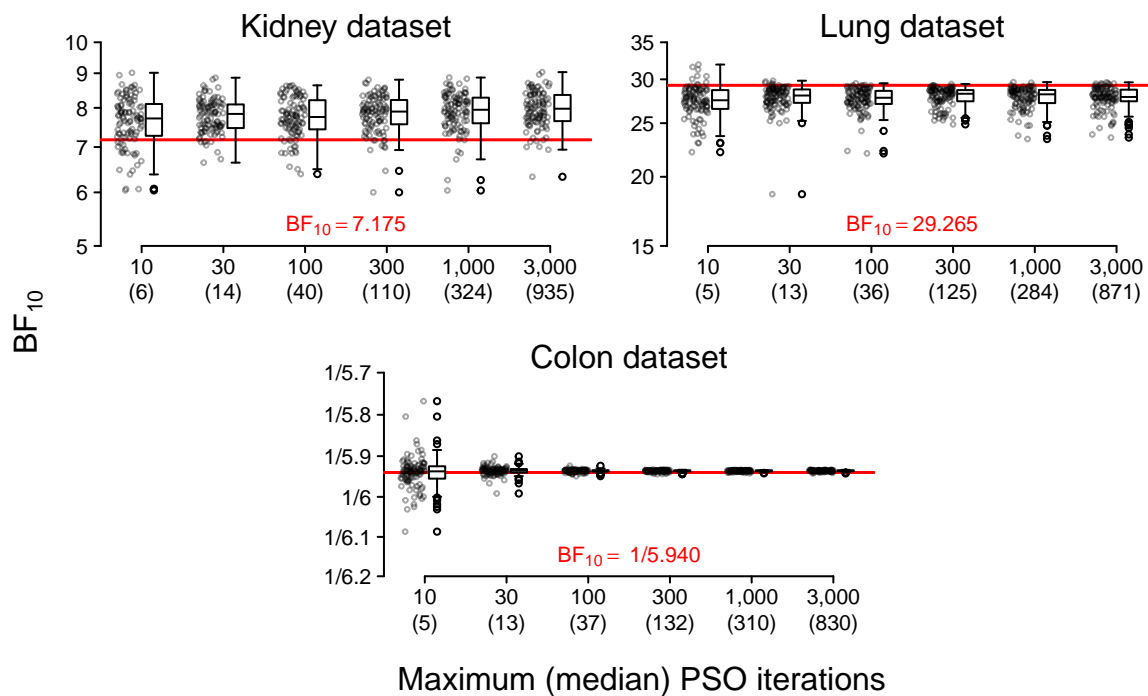 Kidney dataset
10
9
8
7
6
5
BF10 = 7.175
10 30 100 300 1,000 3,000
(6) (14) (40) (110) (324) (935)
Lung dataset
35
30
25
20
15
BF10 = 29.265
10 30 100 300 1,000 3,000
(5) (13) (36) (125) (284) (871)
BF10
Colon dataset
1/5.7
1/5.8
1/5.9
1/6
1/6.1
1/6.2
BF10 = 1/5.940
10 30 100 300 1,000 3,000
(5) (13) (37) (132) (310) (830)
Maximum (median) PSO iterations